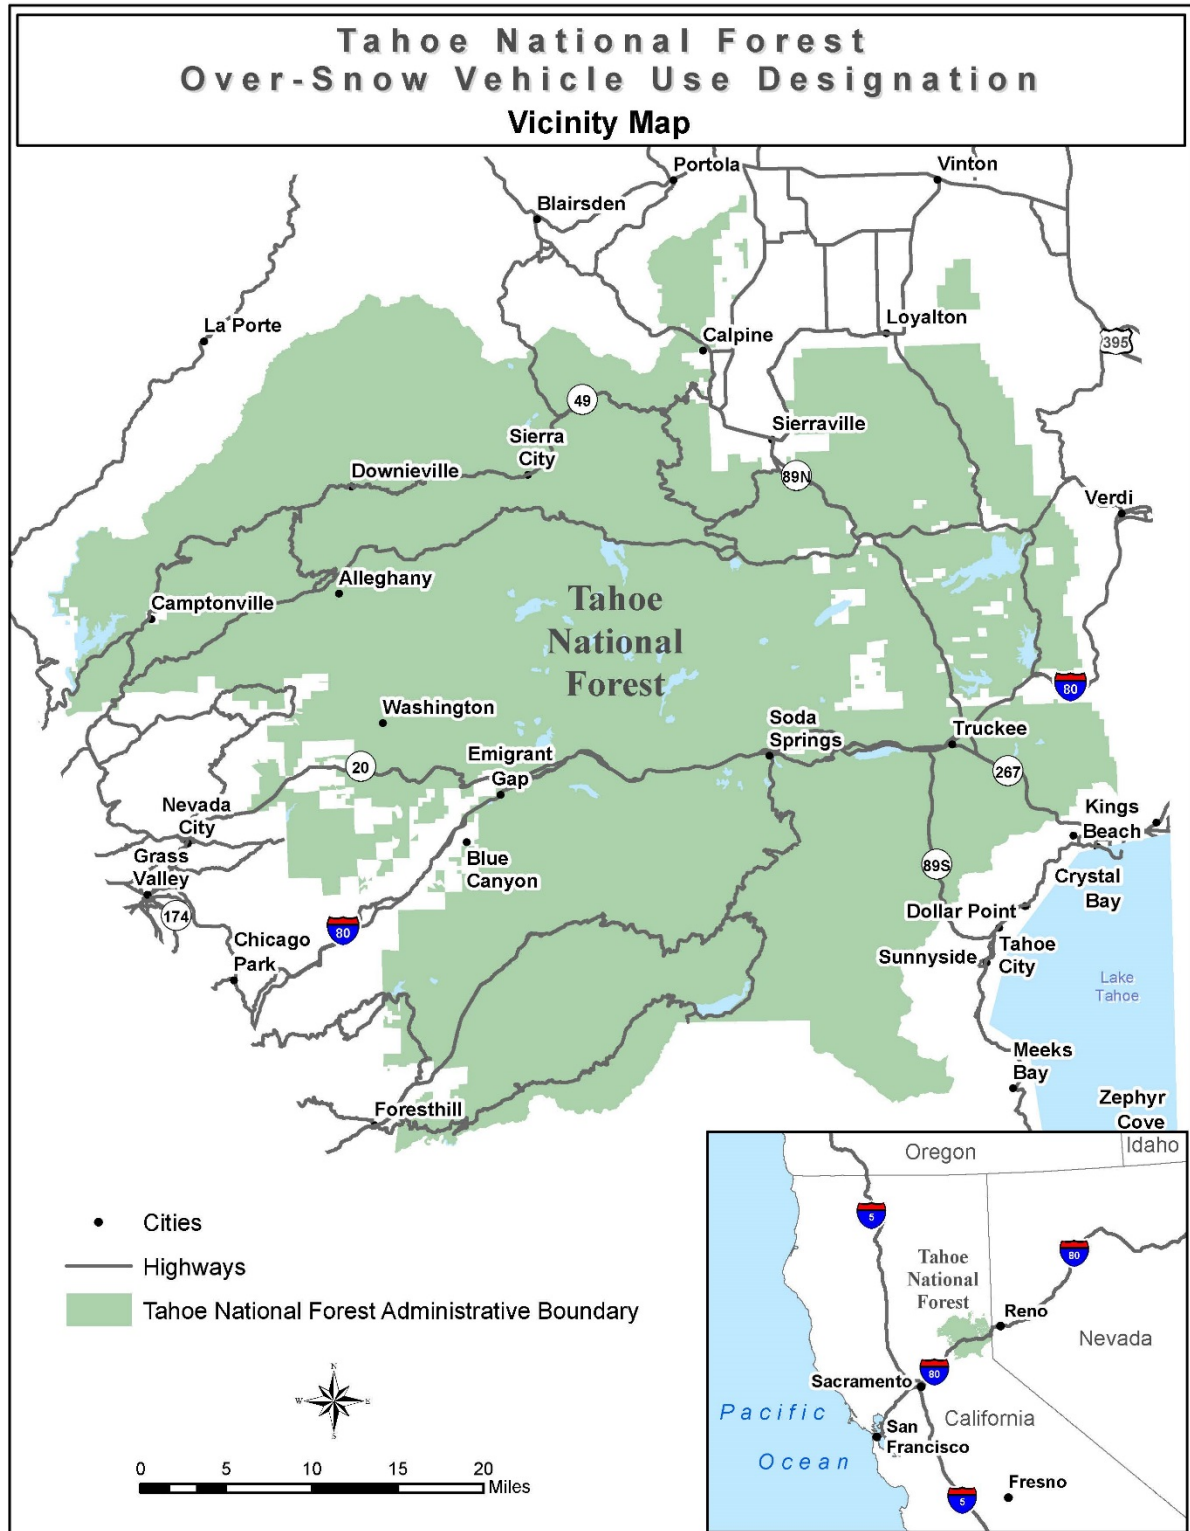 Tahoe National Forest
Over-Snow Vehicle Use Designation
Vicinity Map
Portola
Vinton
Blairsden
La Porte
Loyalton
Calpine
395
49
Sierraville
Sierra
City
Downieville
89N
Verdi
Alleghany
Camptonville
Tahoe
National
Forest
80
Washington
Soda
Springs
Truckee
Emigrant
Gap
20
267
Nevada
City
Kings
Beach
Grass
Valley
Blue
Canyon
89S
Crystal
Bay
174
80
Dollar Point
Chicago
Park
Tahoe
City
Sunnyside
Lake
Tahoe
Meeks
Bay
Foresthill
Zephyr
Cove
Oregon
Idaho
5
80
Tahoe
National
Forest
Reno
Nevada
80
Sacramento
California
Pacific
Ocean
San
Francisco
Fresno
5
Cities
Highways
Tahoe National Forest Administrative Boundary
N
W
E
S
0 5 10 15 20
Miles